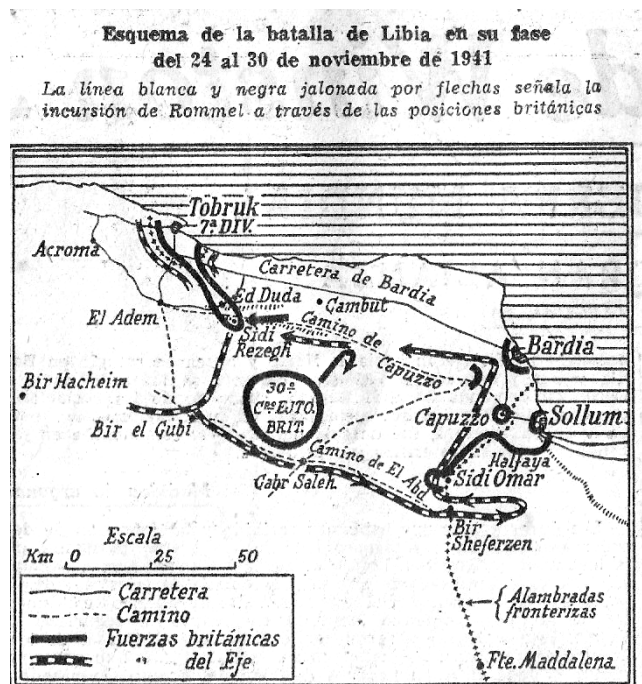 Esquema de la batalla de Libia en su fase
del 24 al 30 de noviembre de 1941
La línea blanca y negra jalonada por flechas señala la
incursión de Rommel a través de las posiciones británicas
Tobruk
7ª DIV.
Acroma
Carretera de Bardia
Ed Duda
Gambut
El Adem
Sidi
Rezegh
Camino de
Capuzzo
Bardia
Bir Hacheim
30º
Cpo EJTO.
BRIT.
Capuzzo
Sollum
Bir el Gubi
Halfaya
Camino de El Abd
Gabr Saleh
Sidi Omar
Bir
Sheferzen
Escala
Km 0 25 50
Carretera
Camino
Fuerzas británicas
" del Eje
Alambradas
fronterizas
Fte. Maddalena